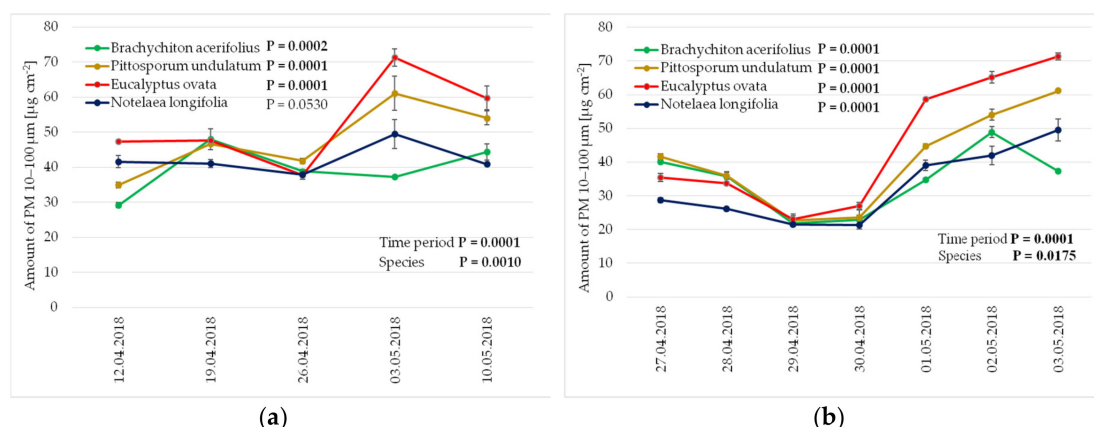 Amount of PM 10–100 μm [μg cm-2]
80
70
60
50
40
30
20
10
0
Brachychiton acerifolius P = 0.0002
Pittosporum undulatum P = 0.0001
Eucalyptus ovata P = 0.0001
Notelaea longifolia P = 0.0530
Time period P = 0.0001
Species P = 0.0010
12.04.2018
19.04.2018
26.04.2018
03.05.2018
10.05.2018
(a)
Amount of PM 10–100 μm [μg cm-2]
80
70
60
50
40
30
20
10
0
Brachychiton acerifolius P = 0.0001
Pittosporum undulatum P = 0.0001
Eucalyptus ovata P = 0.0001
Notelaea longifolia P = 0.0001
Time period P = 0.0001
Species P = 0.0175
27.04.2018
28.04.2018
29.04.2018
30.04.2018
01.05.2018
02.05.2018
03.05.2018
(b)